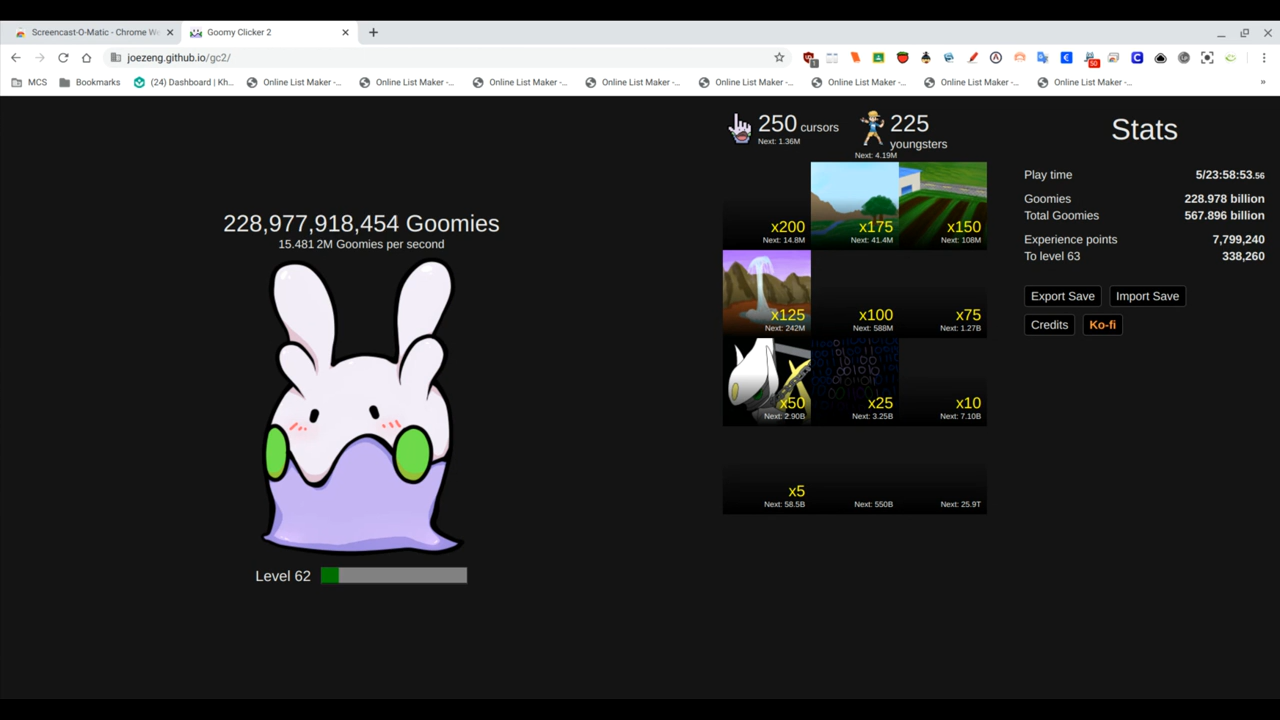 Screencast-O-Matic - Chrome We
Goomy Clicker 2
joezeng.github.io/gc2/
1
50
MCS
Bookmarks
(24) Dashboard | Kh...
Online List Maker -...
Online List Maker -...
Online List Maker -...
Online List Maker -...
Online List Maker -...
Online List Maker -...
Online List Maker -...
Online List Maker -...
»
250 cursors
Next: 1.36M
225
youngsters
Next: 4.19M
Stats
Play time 5/23:58:53.56
Goomies 228.978 billion
Total Goomies 567.896 billion
Experience points 7,799,240
To level 63 338,260
Export Save
Import Save
Credits
Ko-fi
228,977,918,454 Goomies
15.481 2M Goomies per second
x200
Next: 14.8M
x175
Next: 41.4M
x150
Next: 108M
x125
Next: 242M
x100
Next: 588M
x75
Next: 1.27B
x50
Next: 2.90B
x25
Next: 3.25B
x10
Next: 7.10B
x5
Next: 58.5B
Next: 550B
Next: 25.9T
Level 62